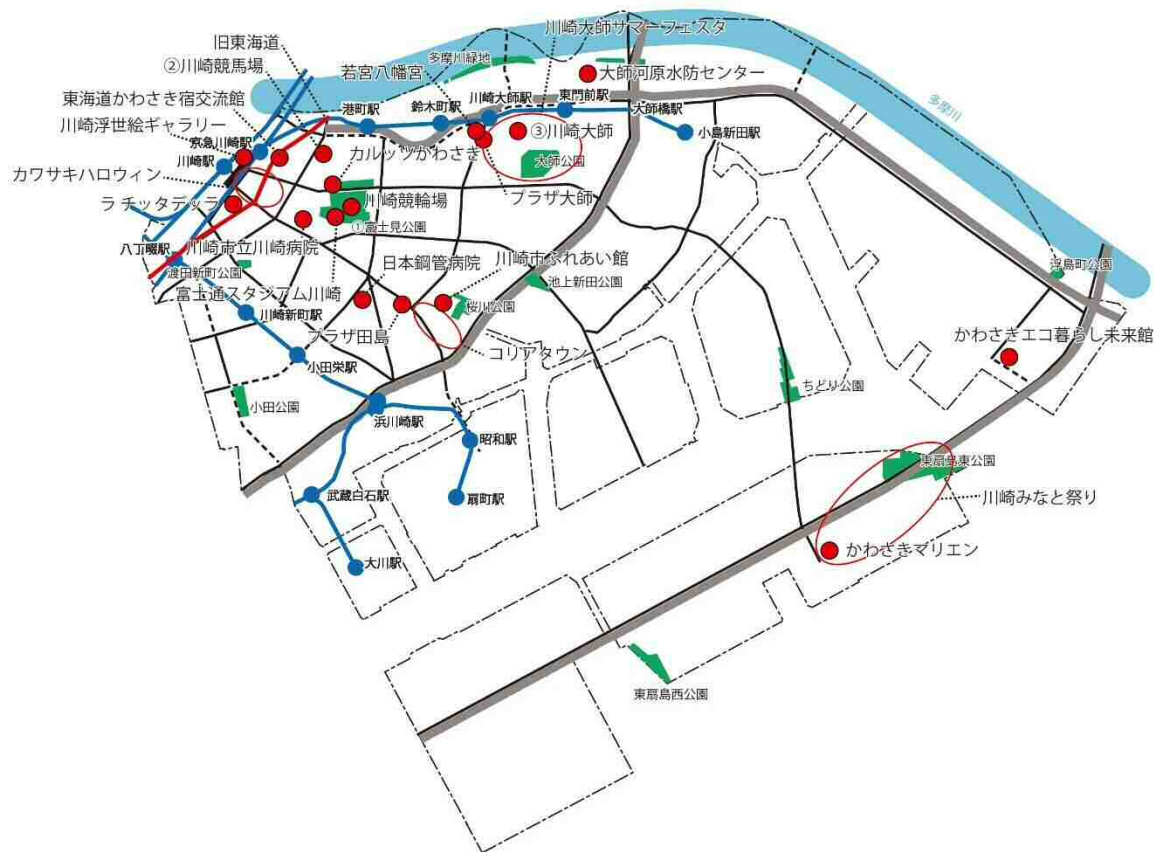 川崎大師サマーフェスタ
旧東海道
多摩川緑地
②川崎競馬場
若宮八幡宮
大師河原水防センター
東海道かわさき宿交流館
港町駅
鈴木町駅
川崎大師駅
東門前駅
大師橋駅
多摩川
川崎浮世絵ギャラリー
京急川崎駅
③川崎大師
小島新田駅
川崎駅
カルッツかわさき
大師公園
カワサキハロウィン
プラザ大師
ラ チッタデッラ
川崎競輪場
①富士見公園
八丁畷駅
川崎市立川崎病院
日本鋼管病院
川崎市ふれあい館
渡田新町公園
池上新田公園
浮島町公園
富士通スタジアム川崎
桜川公園
川崎新町駅
プラザ田島
かわさきエコ暮らし未来館
コリアタウン
小田栄駅
ちどり公園
小田公園
浜川崎駅
昭和駅
東扇島東公園
武蔵白石駅
扇町駅
川崎みなと祭り
かわさきマリエン
大川駅
東扇島西公園